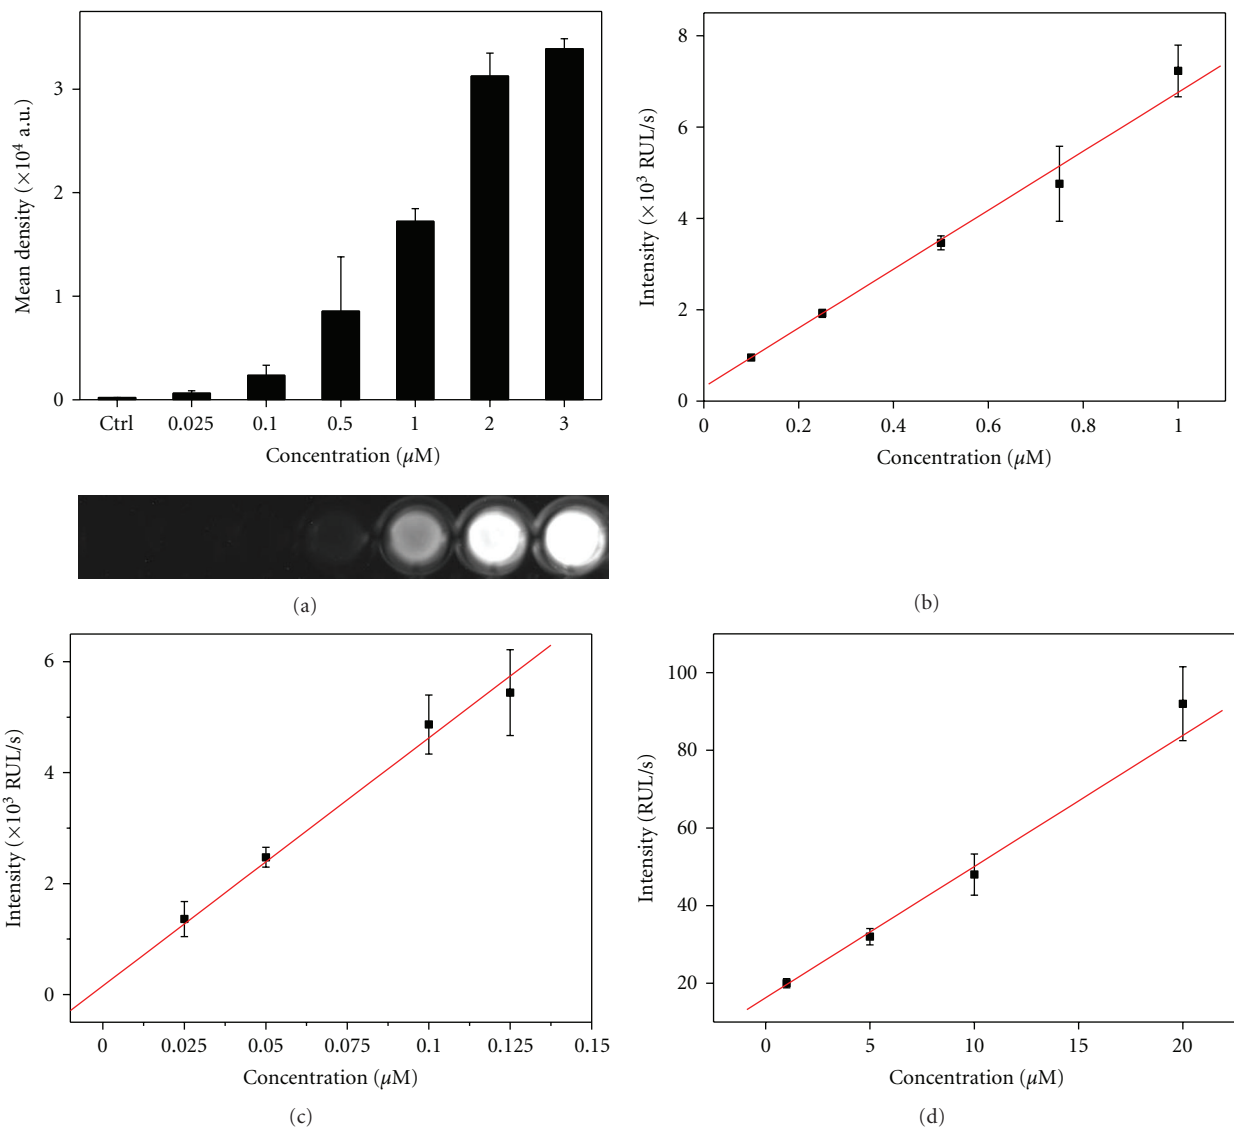 Mean density (×10⁴ a.u.)
3
2
1
0
Ctrl 0.025 0.1 0.5 1 2 3
Concentration (μM)
(a)
Intensity (×10³ RUL/s)
8
6
4
2
0
0 0.2 0.4 0.6 0.8 1
Concentration (μM)
(b)
Intensity (×10³ RUL/s)
6
4
2
0
0 0.025 0.05 0.075 0.1 0.125 0.15
Concentration (μM)
(c)
Intensity (RUL/s)
100
80
60
40
20
0 5 10 15 20
Concentration (μM)
(d)